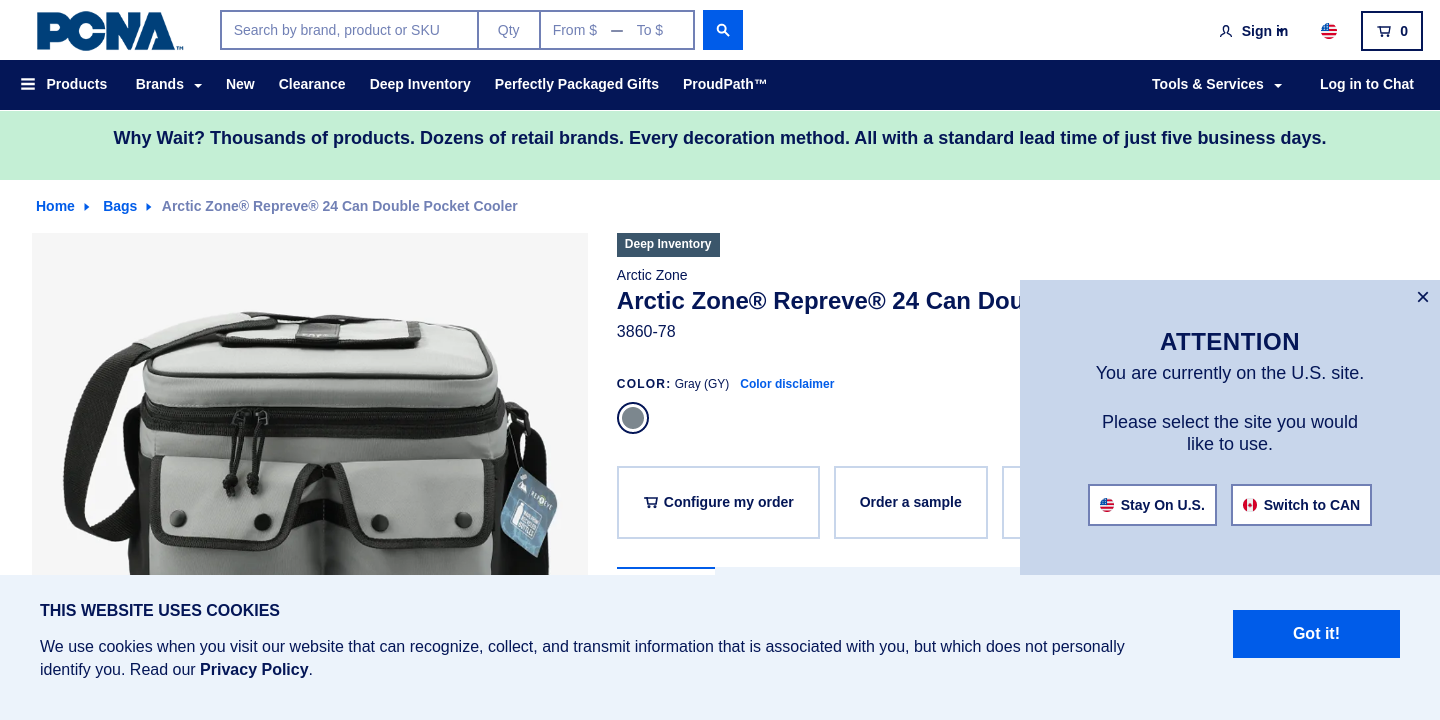 PCNA™
Search by brand, product or SKU
Qty
From $ — To $
Sign in
0
Products
Brands
New
Clearance
Deep Inventory
Perfectly Packaged Gifts
ProudPath™
Tools & Services
Log in to Chat
Why Wait? Thousands of products. Dozens of retail brands. Every decoration method. All with a standard lead time of just five business days.
Home
Bags
Arctic Zone® Repreve® 24 Can Double Pocket Cooler
Deep Inventory
Arctic Zone
Arctic Zone® Repreve® 24 Can Dou
3860-78
COLOR: Gray (GY) Color disclaimer
Configure my order
Order a sample
×
ATTENTION
You are currently on the U.S. site.
Please select the site you would
like to use.
Stay On U.S.
Switch to CAN
THIS WEBSITE USES COOKIES
We use cookies when you visit our website that can recognize, collect, and transmit information that is associated with you, but which does not personally
identify you. Read our Privacy Policy.
Got it!